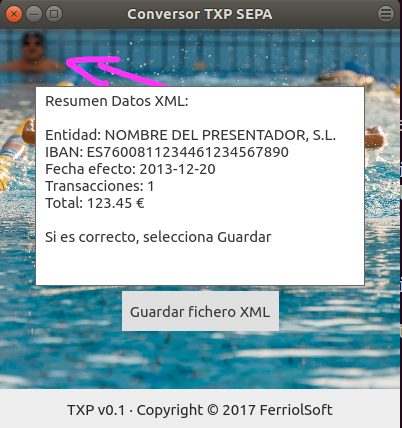 Conversor TXP SEPA
Resumen Datos XML:
Entidad: NOMBRE DEL PRESENTADOR, S.L.
IBAN: ES7600811234461234567890
Fecha efecto: 2013-12-20
Transacciones: 1
Total: 123.45 €
Si es correcto, selecciona Guardar
Guardar fichero XML
TXP v0.1 · Copyright © 2017 FerriolSoft